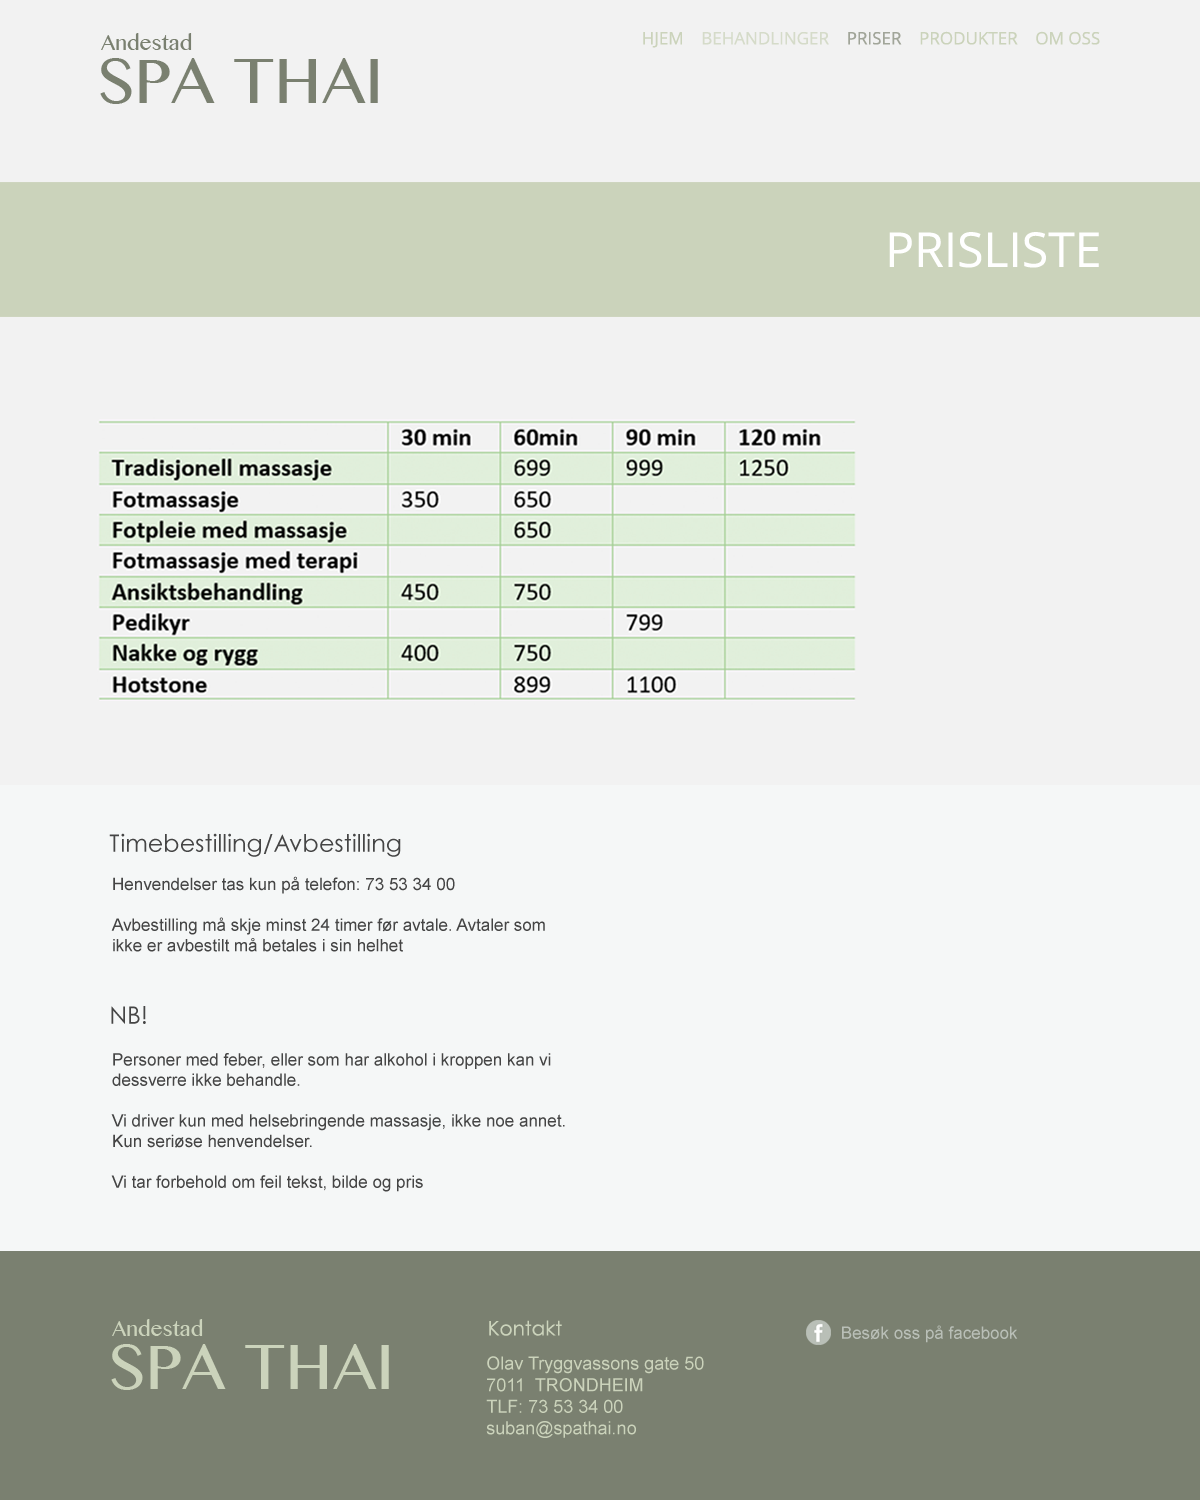 Andestad
SPA THAI
HJEM BEHANDLINGER PRISER PRODUKTER OM OSS
PRISLISTE
30 min 60min 90 min 120 min
Tradisjonell massasje 699 999 1250
Fotmassasje 350 650
Fotpleie med massasje 650
Fotmassasje med terapi
Ansiktsbehandling 450 750
Pedikyr 799
Nakke og rygg 400 750
Hotstone 899 1100
Timebestilling/Avbestilling
Henvendelser tas kun på telefon: 73 53 34 00
Avbestilling må skje minst 24 timer før avtale. Avtaler som
ikke er avbestilt må betales i sin helhet
NB!
Personer med feber, eller som har alkohol i kroppen kan vi
dessverre ikke behandle.
Vi driver kun med helsebringende massasje, ikke noe annet.
Kun seriøse henvendelser.
Vi tar forbehold om feil tekst, bilde og pris
Andestad
SPA THAI
Kontakt
Olav Tryggvassons gate 50
7011 TRONDHEIM
TLF: 73 53 34 00
suban@spathai.no
f Besøk oss på facebook